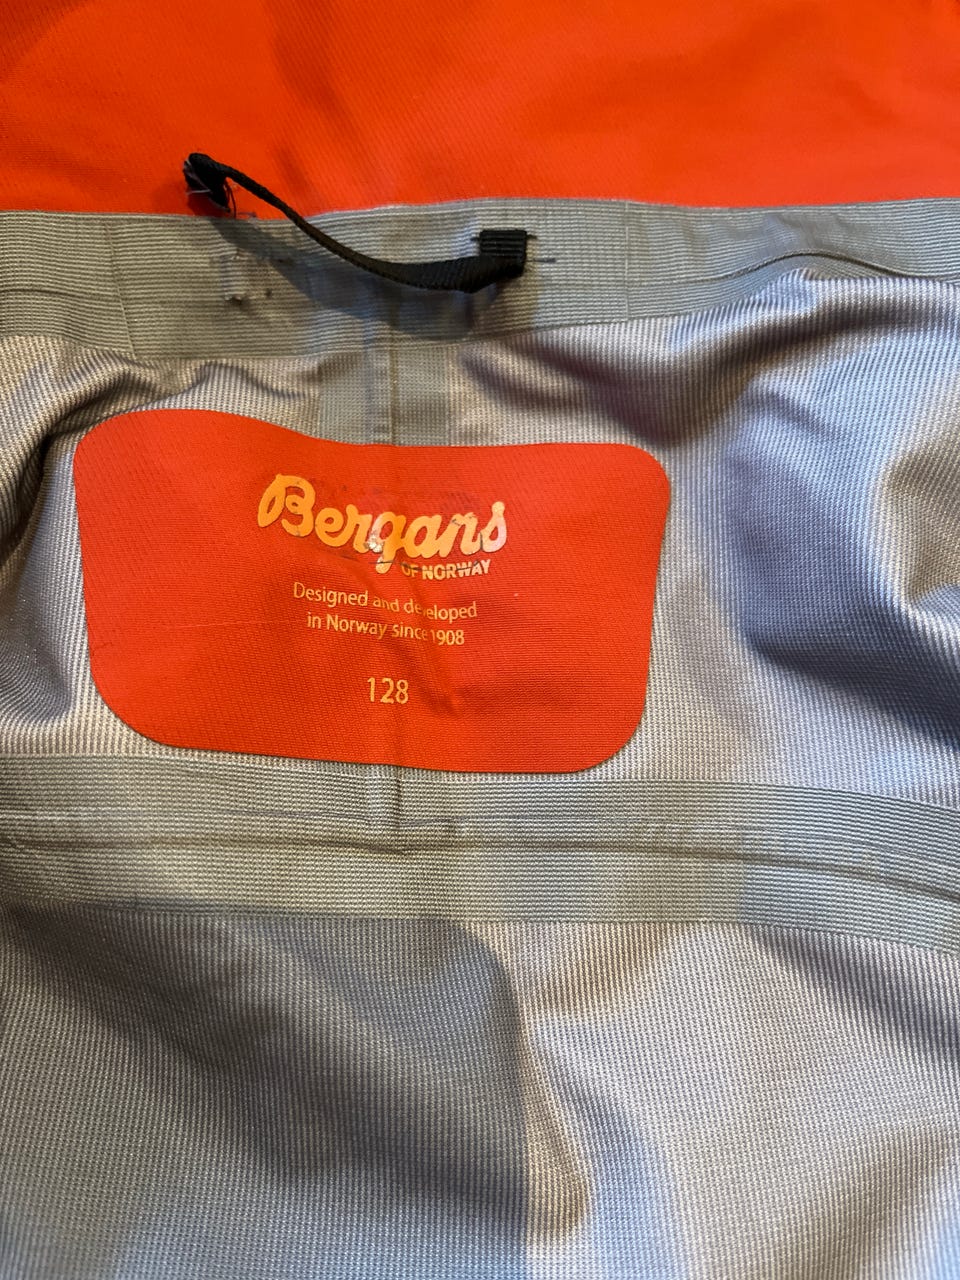 Bergans
OF NORWAY
Designed and developed
in Norway since 1908
128